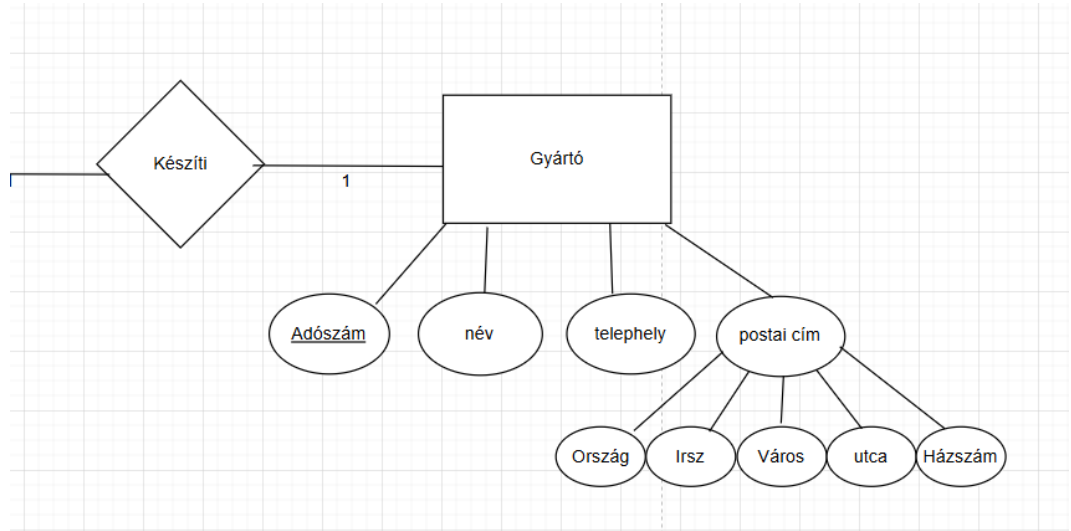 Készíti
1
Gyártó
Adószám
név
telephely
postai cím
Ország
Irsz
Város
utca
Házszám